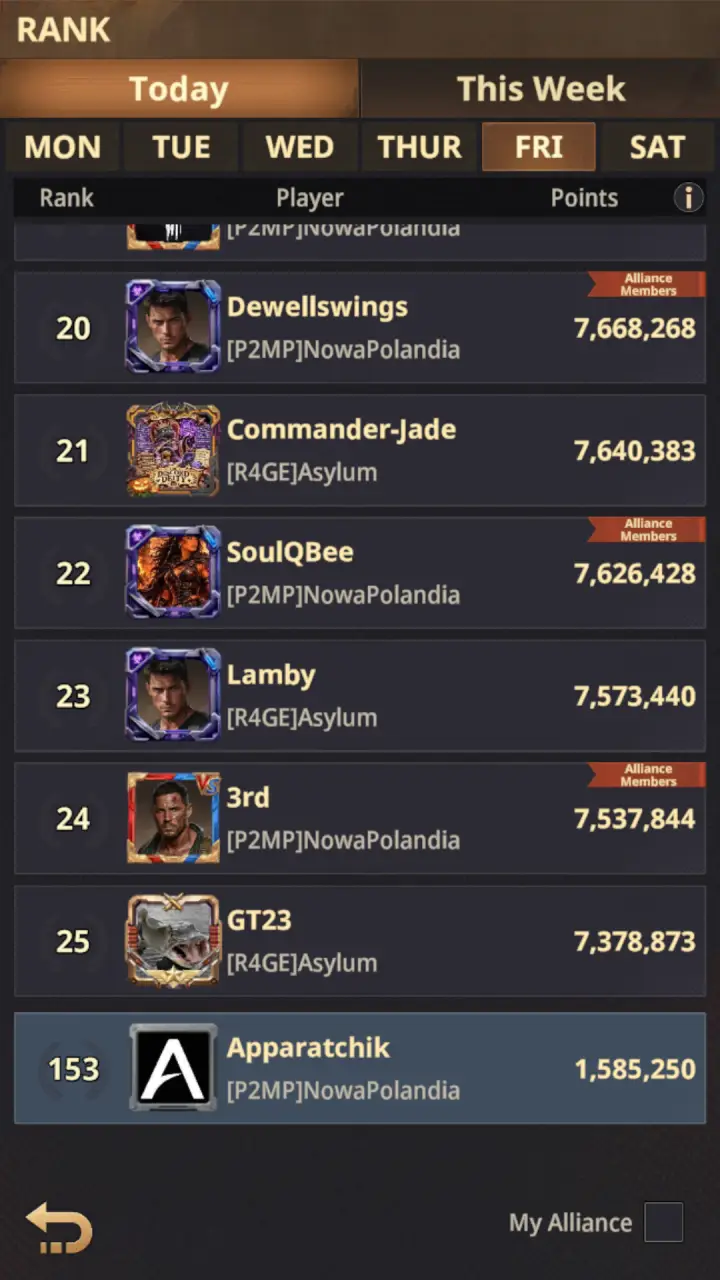 RANK
Today
This Week
MON
TUE
WED
THUR
FRI
SAT
Rank
Player
Points
[P2MP]NowaPolandia
20
Dewellswings
[P2MP]NowaPolandia
Alliance
Members
7,668,268
21
Commander-Jade
[R4GE]Asylum
7,640,383
22
SoulQBee
[P2MP]NowaPolandia
Alliance
Members
7,626,428
23
Lamby
[R4GE]Asylum
7,573,440
24
VS
3rd
[P2MP]NowaPolandia
Alliance
Members
7,537,844
25
GT23
[R4GE]Asylum
7,378,873
153
Apparatchik
[P2MP]NowaPolandia
1,585,250
My Alliance